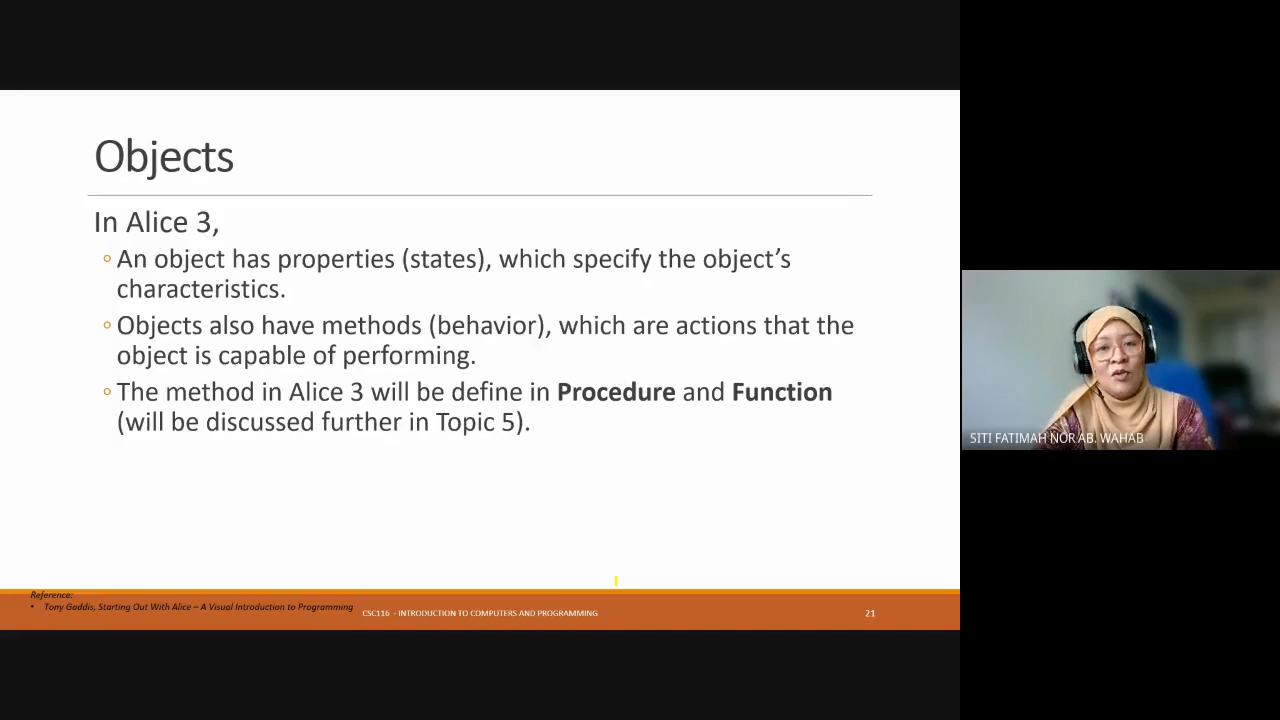 Objects
In Alice 3,
◦ An object has properties (states), which specify the object’s
characteristics.
◦ Objects also have methods (behavior), which are actions that the
object is capable of performing.
◦ The method in Alice 3 will be define in Procedure and Function
(will be discussed further in Topic 5).
Reference:
• Tony Gaddis, Starting Out With Alice – A Visual Introduction to Programming
CSC116 - INTRODUCTION TO COMPUTERS AND PROGRAMMING
21
SITI FATIMAH NOR AB. WAHAB